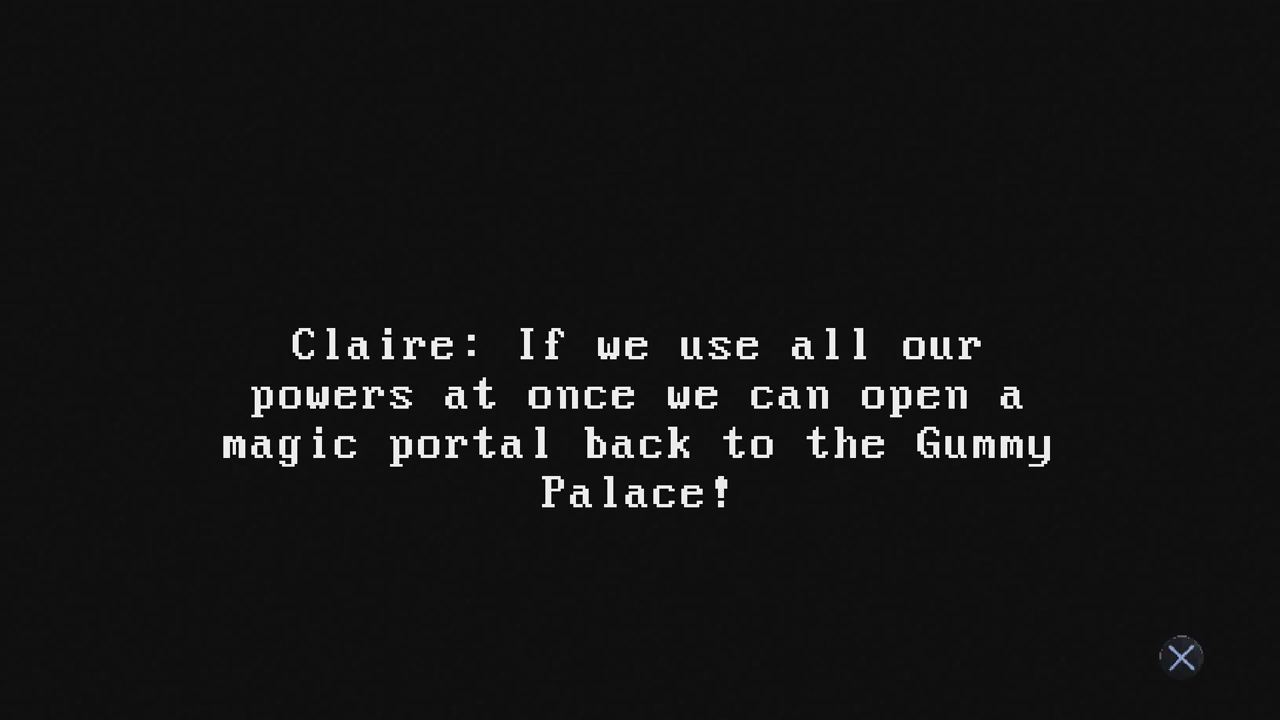 Claire: If we use all our
powers at once we can open a
magic portal back to the Gummy
Palace!